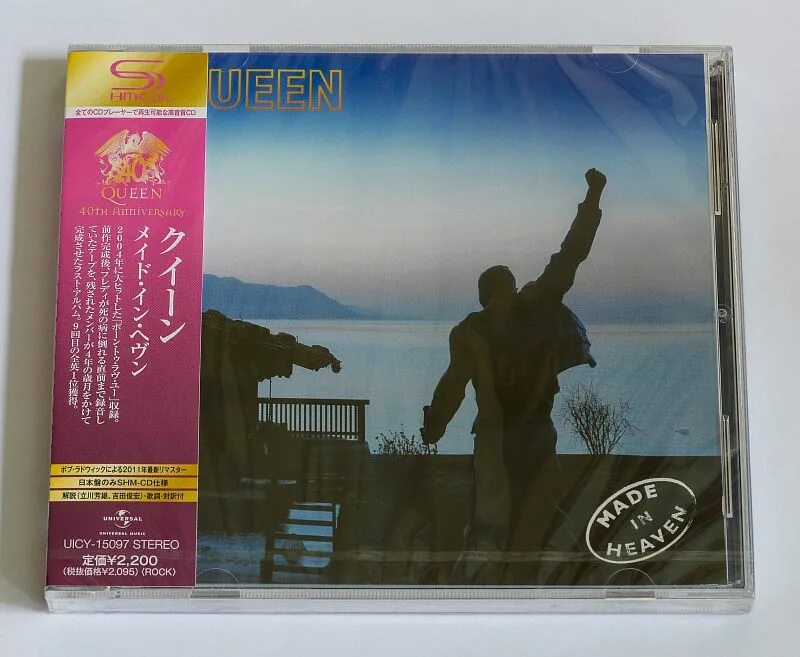 SHM-CD
全てのCDプレーヤーで再生可能な高音質CD
40
QUEEN
40TH ANNIVERSARY
クイーン
メイド・イン・ヘヴン
2004年に大ヒットした「ボーン・トゥ・ラヴ・ユー」収録。
前作完成後、フレディが死の病に倒れる直前まで録音し
ていたテープを、残されたメンバーが4年の歳月をかけて
完成させたラスト・アルバム。9回目の全英1位獲得。
ボブ・ラドウィックによる2011年最新リマスター
日本盤のみSHM-CD仕様
解説(立川芳雄、吉田俊宏)・歌詞・対訳付
UNIVERSAL
UNIVERSAL MUSIC
UICY-15097 STEREO
定価¥2,200
(税抜価格¥2,095) (ROCK)
UEEN
MADE
IN
HEAVEN